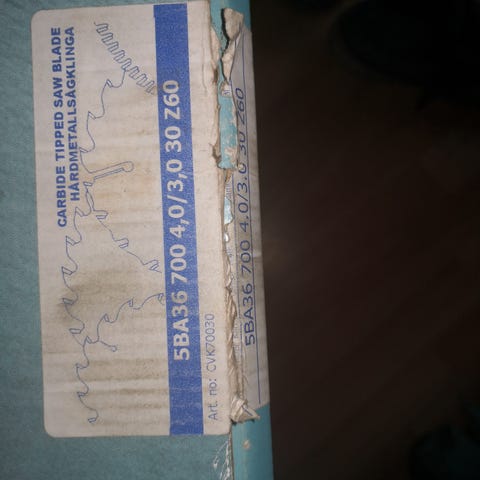 CARBIDE TIPPED SAW BLADE
HÅRDMETALLSÅGKLINGA
5BA36 700 4,0/3,0 30 Z60
Art. no: CVK70030
5BA36 700 4,0/3,0 30 Z60